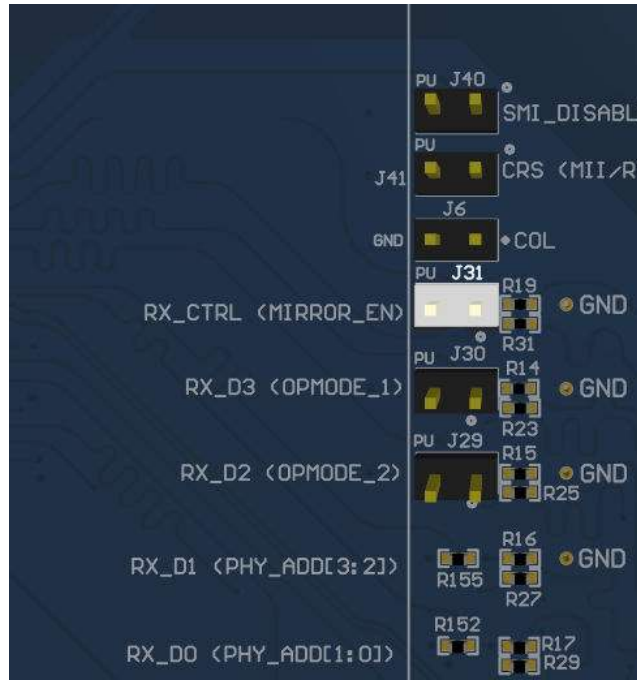 PU J40
SMI_DISABL
PU
J41
CRS (MII/R
J6
GND
COL
PU J31
R19
RX_CTRL (MIRROR_EN)
GND
R31
PU J30
R14
RX_D3 (OPMODE_1)
GND
R23
PU J29
R15
RX_D2 (OPMODE_2)
GND
R25
R16
RX_D1 (PHY_ADD[3:2])
GND
R155
R27
R152
RX_D0 (PHY_ADD[1:0])
R17
R29